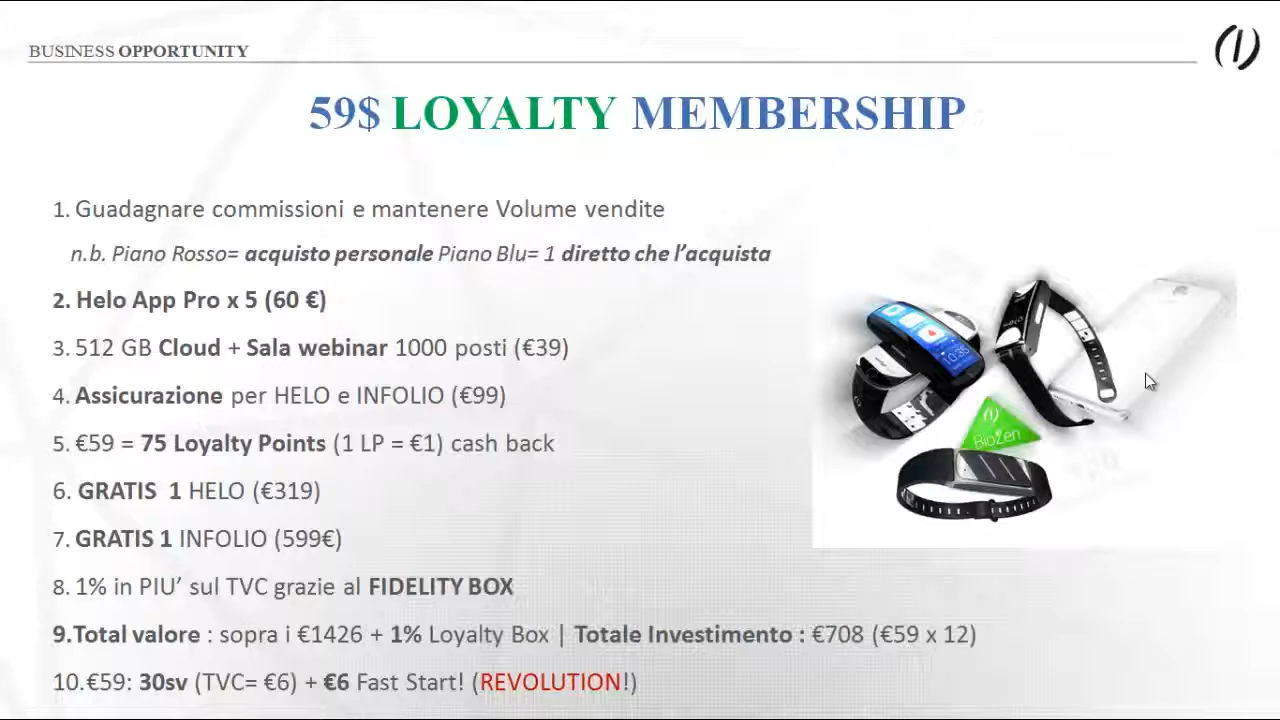 BUSINESS OPPORTUNITY
59$ LOYALTY MEMBERSHIP
1. Guadagnare commissioni e mantenere Volume vendite
n.b. Piano Rosso= acquisto personale Piano Blu= 1 diretto che l’acquista
2. Helo App Pro x 5 (60 €)
3. 512 GB Cloud + Sala webinar 1000 posti (€39)
4. Assicurazione per HELO e INFOLIO (€99)
5. €59 = 75 Loyalty Points (1 LP = €1) cash back
6. GRATIS  1 HELO (€319)
7. GRATIS 1 INFOLIO (599€)
8. 1% in PIU’ sul TVC grazie al FIDELITY BOX
9.Total valore : sopra i €1426 + 1% Loyalty Box | Totale Investimento : €708 (€59 x 12)
10.€59: 30sv (TVC= €6) + €6 Fast Start! (REVOLUTION!)
10:35
BioZen